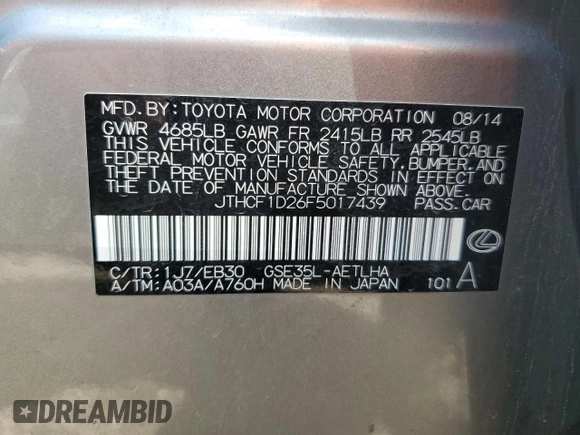 MFD.BY:TOYOTA MOTOR CORPORATION 08/14
GVWR 4685LB GAWR FR 2415LB RR 2545LB
THIS VEHICLE CONFORMS TO ALL APPLICABLE
FEDERAL MOTOR VEHICLE SAFETY,BUMPER,AND
THEFT PREVENTION STANDARDS IN EFFECT ON
THE DATE OF MANUFACTURE SHOWN ABOVE.
JTHCF1D26F5017439 PASS.CAR
C/TR:1J7/EB30 GSE35L-AETLHA
A/TM:A03A/A760H MADE IN JAPAN 101 A
DREAMBID